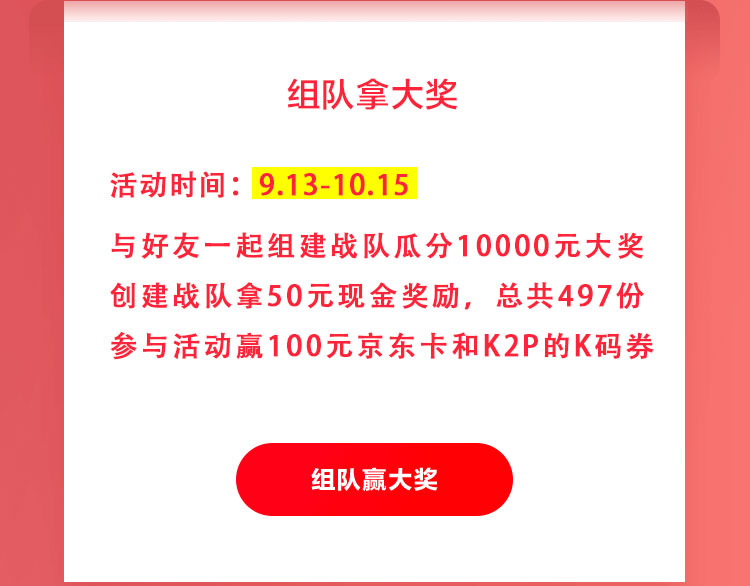 组队拿大奖
活动时间：9.13-10.15
与好友一起组建战队瓜分10000元大奖
创建战队拿50元现金奖励，总共497份
参与活动赢100元京东卡和K2P的K码券
组队赢大奖